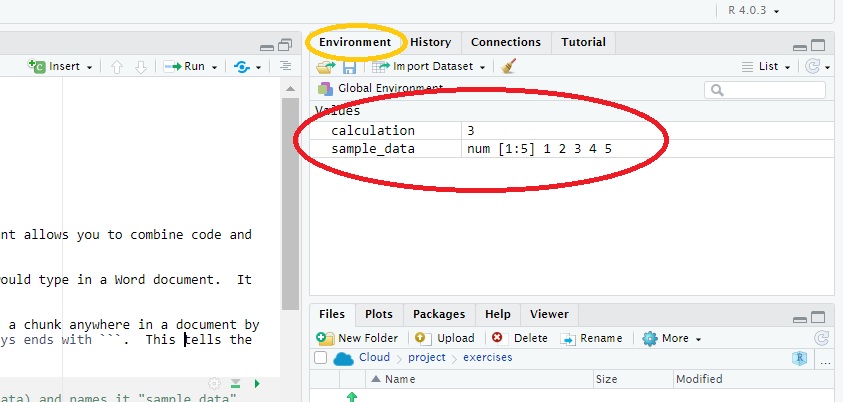 R 4.0.3
Insert Run
nt allows you to combine code and
ould type in a Word document. It
a chunk anywhere in a document by
ys ends with ```. This tells the
ata) and names it "sample_data"
Environment History Connections Tutorial
Import Dataset List
Global Environment
Values
calculation 3
sample_data num [1:5] 1 2 3 4 5
Files Plots Packages Help Viewer
New Folder Upload Delete Rename More
Cloud project exercises R ...
Name Size Modified